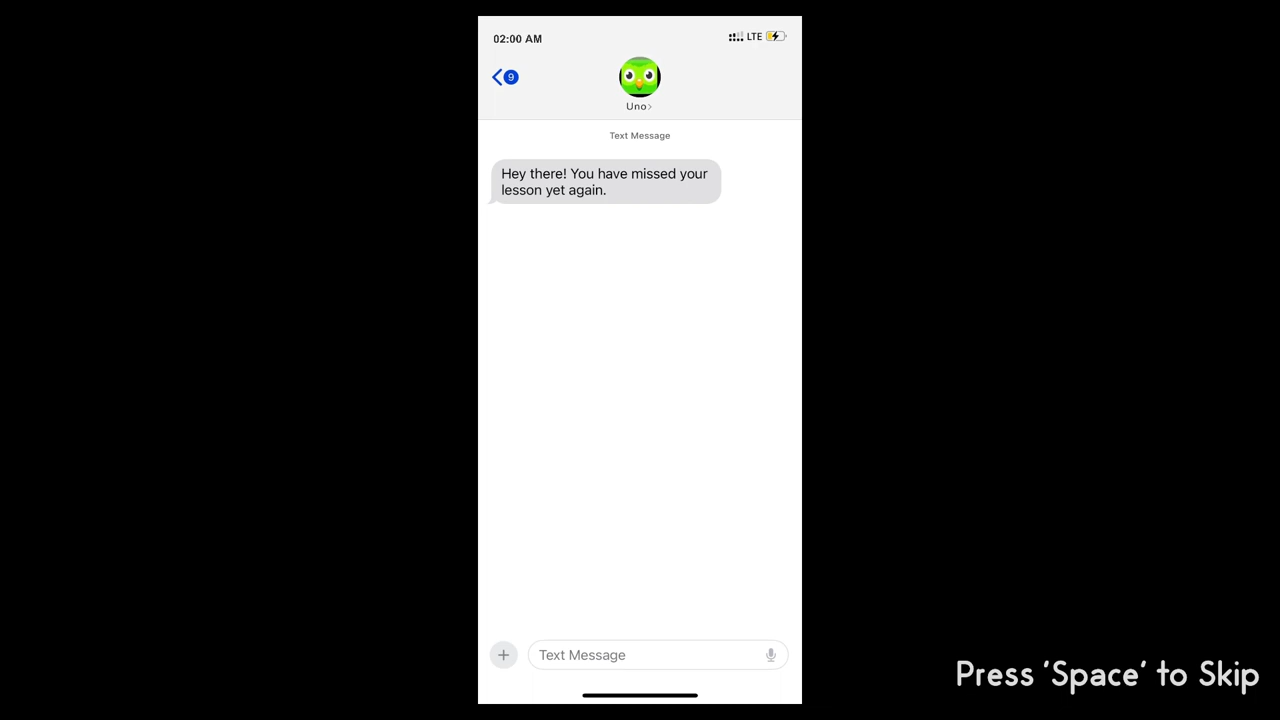 02:00 AM
LTE
9
Uno
Text Message
Hey there! You have missed your
lesson yet again.
Text Message
Press 'Space' to Skip